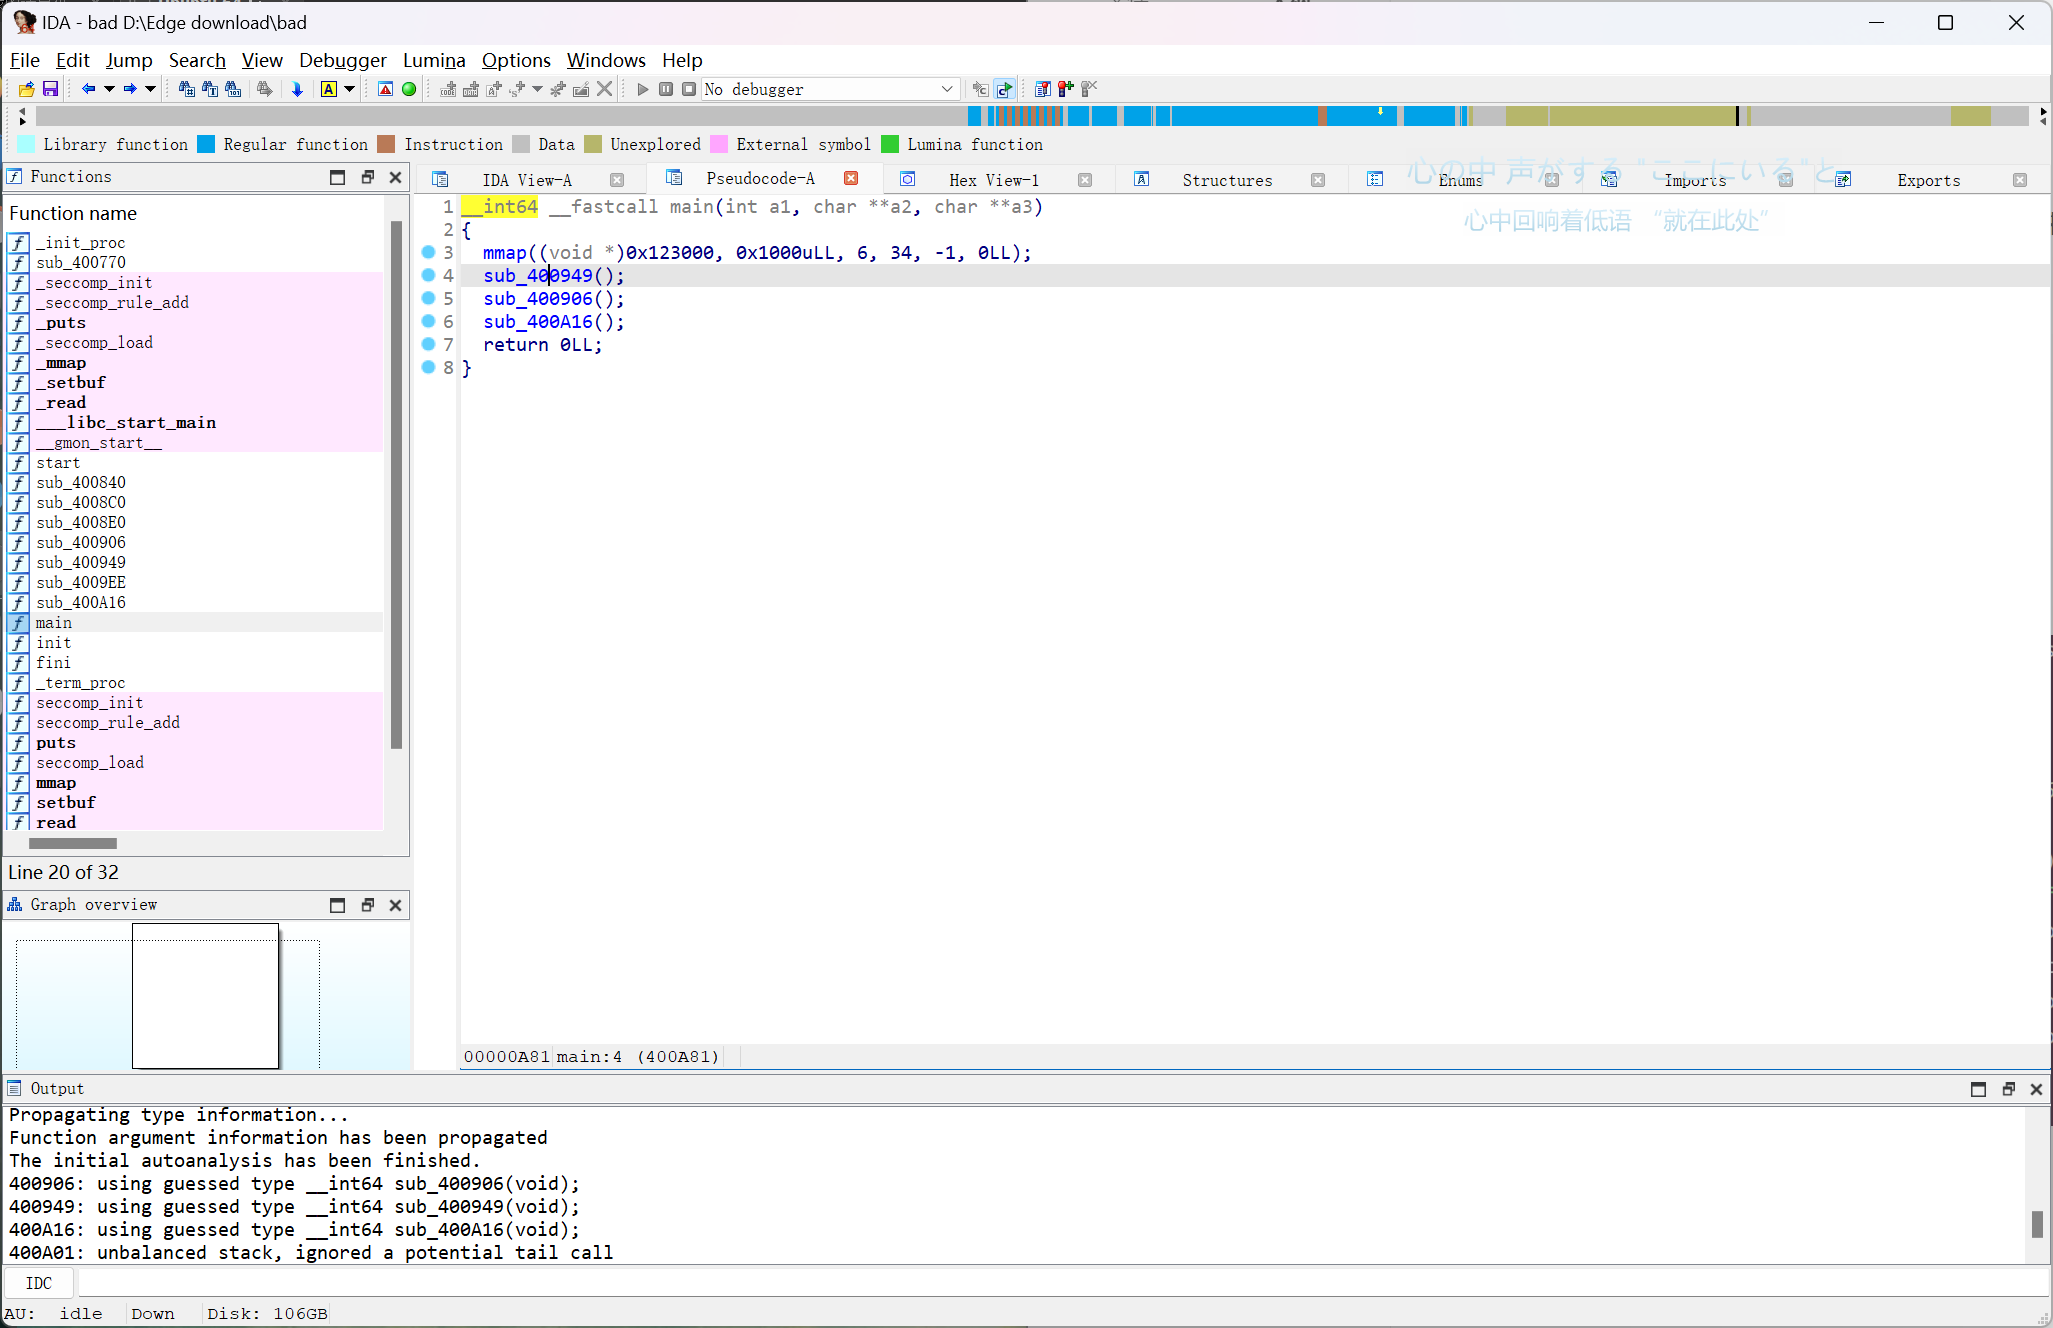 IDA - bad D:\Edge download\bad
File Edit Jump Search View Debugger Lumina Options Windows Help
No debugger
Library function Regular function Instruction Data Unexplored External symbol Lumina function
心の中 声がする "ここにいる"と
心中回响着低语 “就在此处”
Functions
IDA View-A Pseudocode-A Hex View-1 Structures Enums Imports Exports
Function name
_init_proc
sub_400770
_seccomp_init
_seccomp_rule_add
_puts
_seccomp_load
_mmap
_setbuf
_read
___libc_start_main
__gmon_start__
start
sub_400840
sub_4008C0
sub_4008E0
sub_400906
sub_400949
sub_4009EE
sub_400A16
main
init
fini
_term_proc
seccomp_init
seccomp_rule_add
puts
seccomp_load
mmap
setbuf
read
Line 20 of 32
Graph overview
1 __int64 __fastcall main(int a1, char **a2, char **a3)
2 {
3 mmap((void *)0x123000, 0x1000uLL, 6, 34, -1, 0LL);
4 sub_400949();
5 sub_400906();
6 sub_400A16();
7 return 0LL;
8 }
00000A81 main:4 (400A81)
Output
Propagating type information...
Function argument information has been propagated
The initial autoanalysis has been finished.
400906: using guessed type __int64 sub_400906(void);
400949: using guessed type __int64 sub_400949(void);
400A16: using guessed type __int64 sub_400A16(void);
400A01: unbalanced stack, ignored a potential tail call
IDC
AU: idle Down Disk: 106GB